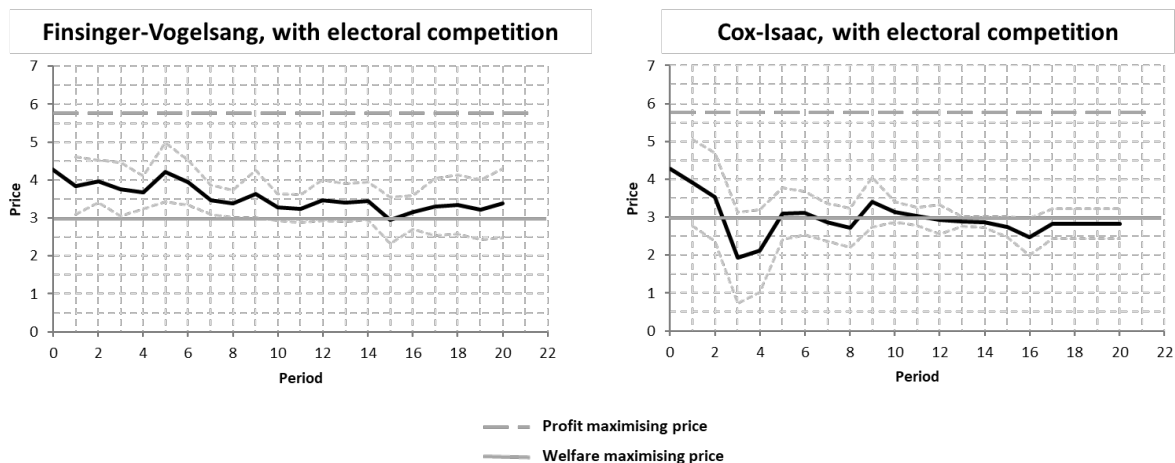 Finsinger-Vogelsang, with electoral competition
7
6
5
4
3
2
1
0
Price
0 2 4 6 8 10 12 14 16 18 20 22
Period
Cox-Isaac, with electoral competition
7
6
5
4
3
2
1
0
Price
0 2 4 6 8 10 12 14 16 18 20 22
Period
Profit maximising price
Welfare maximising price